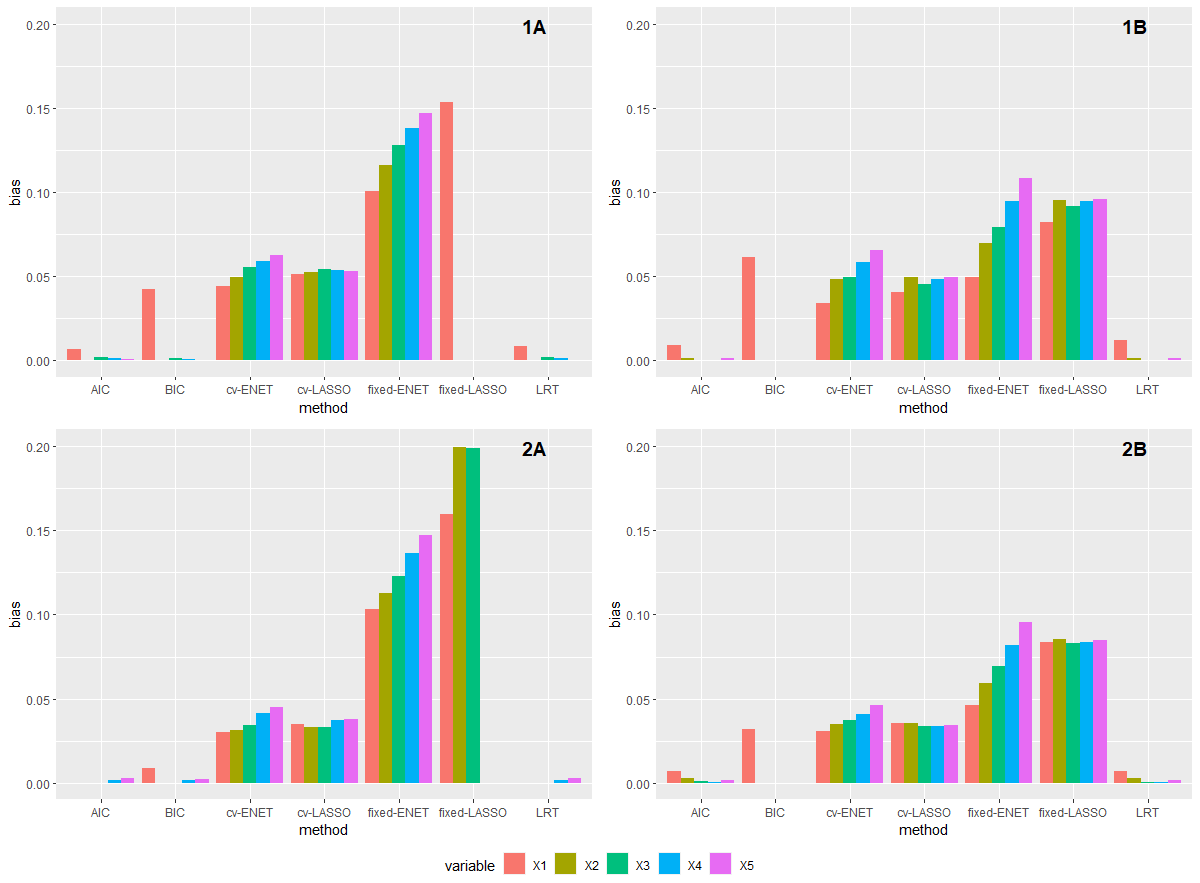 1A
0.20
0.15
0.10
0.05
0.00
bias
AIC BIC cv-ENET cv-LASSO fixed-ENET fixed-LASSO LRT
method
1B
0.20
0.15
0.10
0.05
0.00
bias
AIC BIC cv-ENET cv-LASSO fixed-ENET fixed-LASSO LRT
method
2A
0.20
0.15
0.10
0.05
0.00
bias
AIC BIC cv-ENET cv-LASSO fixed-ENET fixed-LASSO LRT
method
2B
0.20
0.15
0.10
0.05
0.00
bias
AIC BIC cv-ENET cv-LASSO fixed-ENET fixed-LASSO LRT
method
variable X1 X2 X3 X4 X5